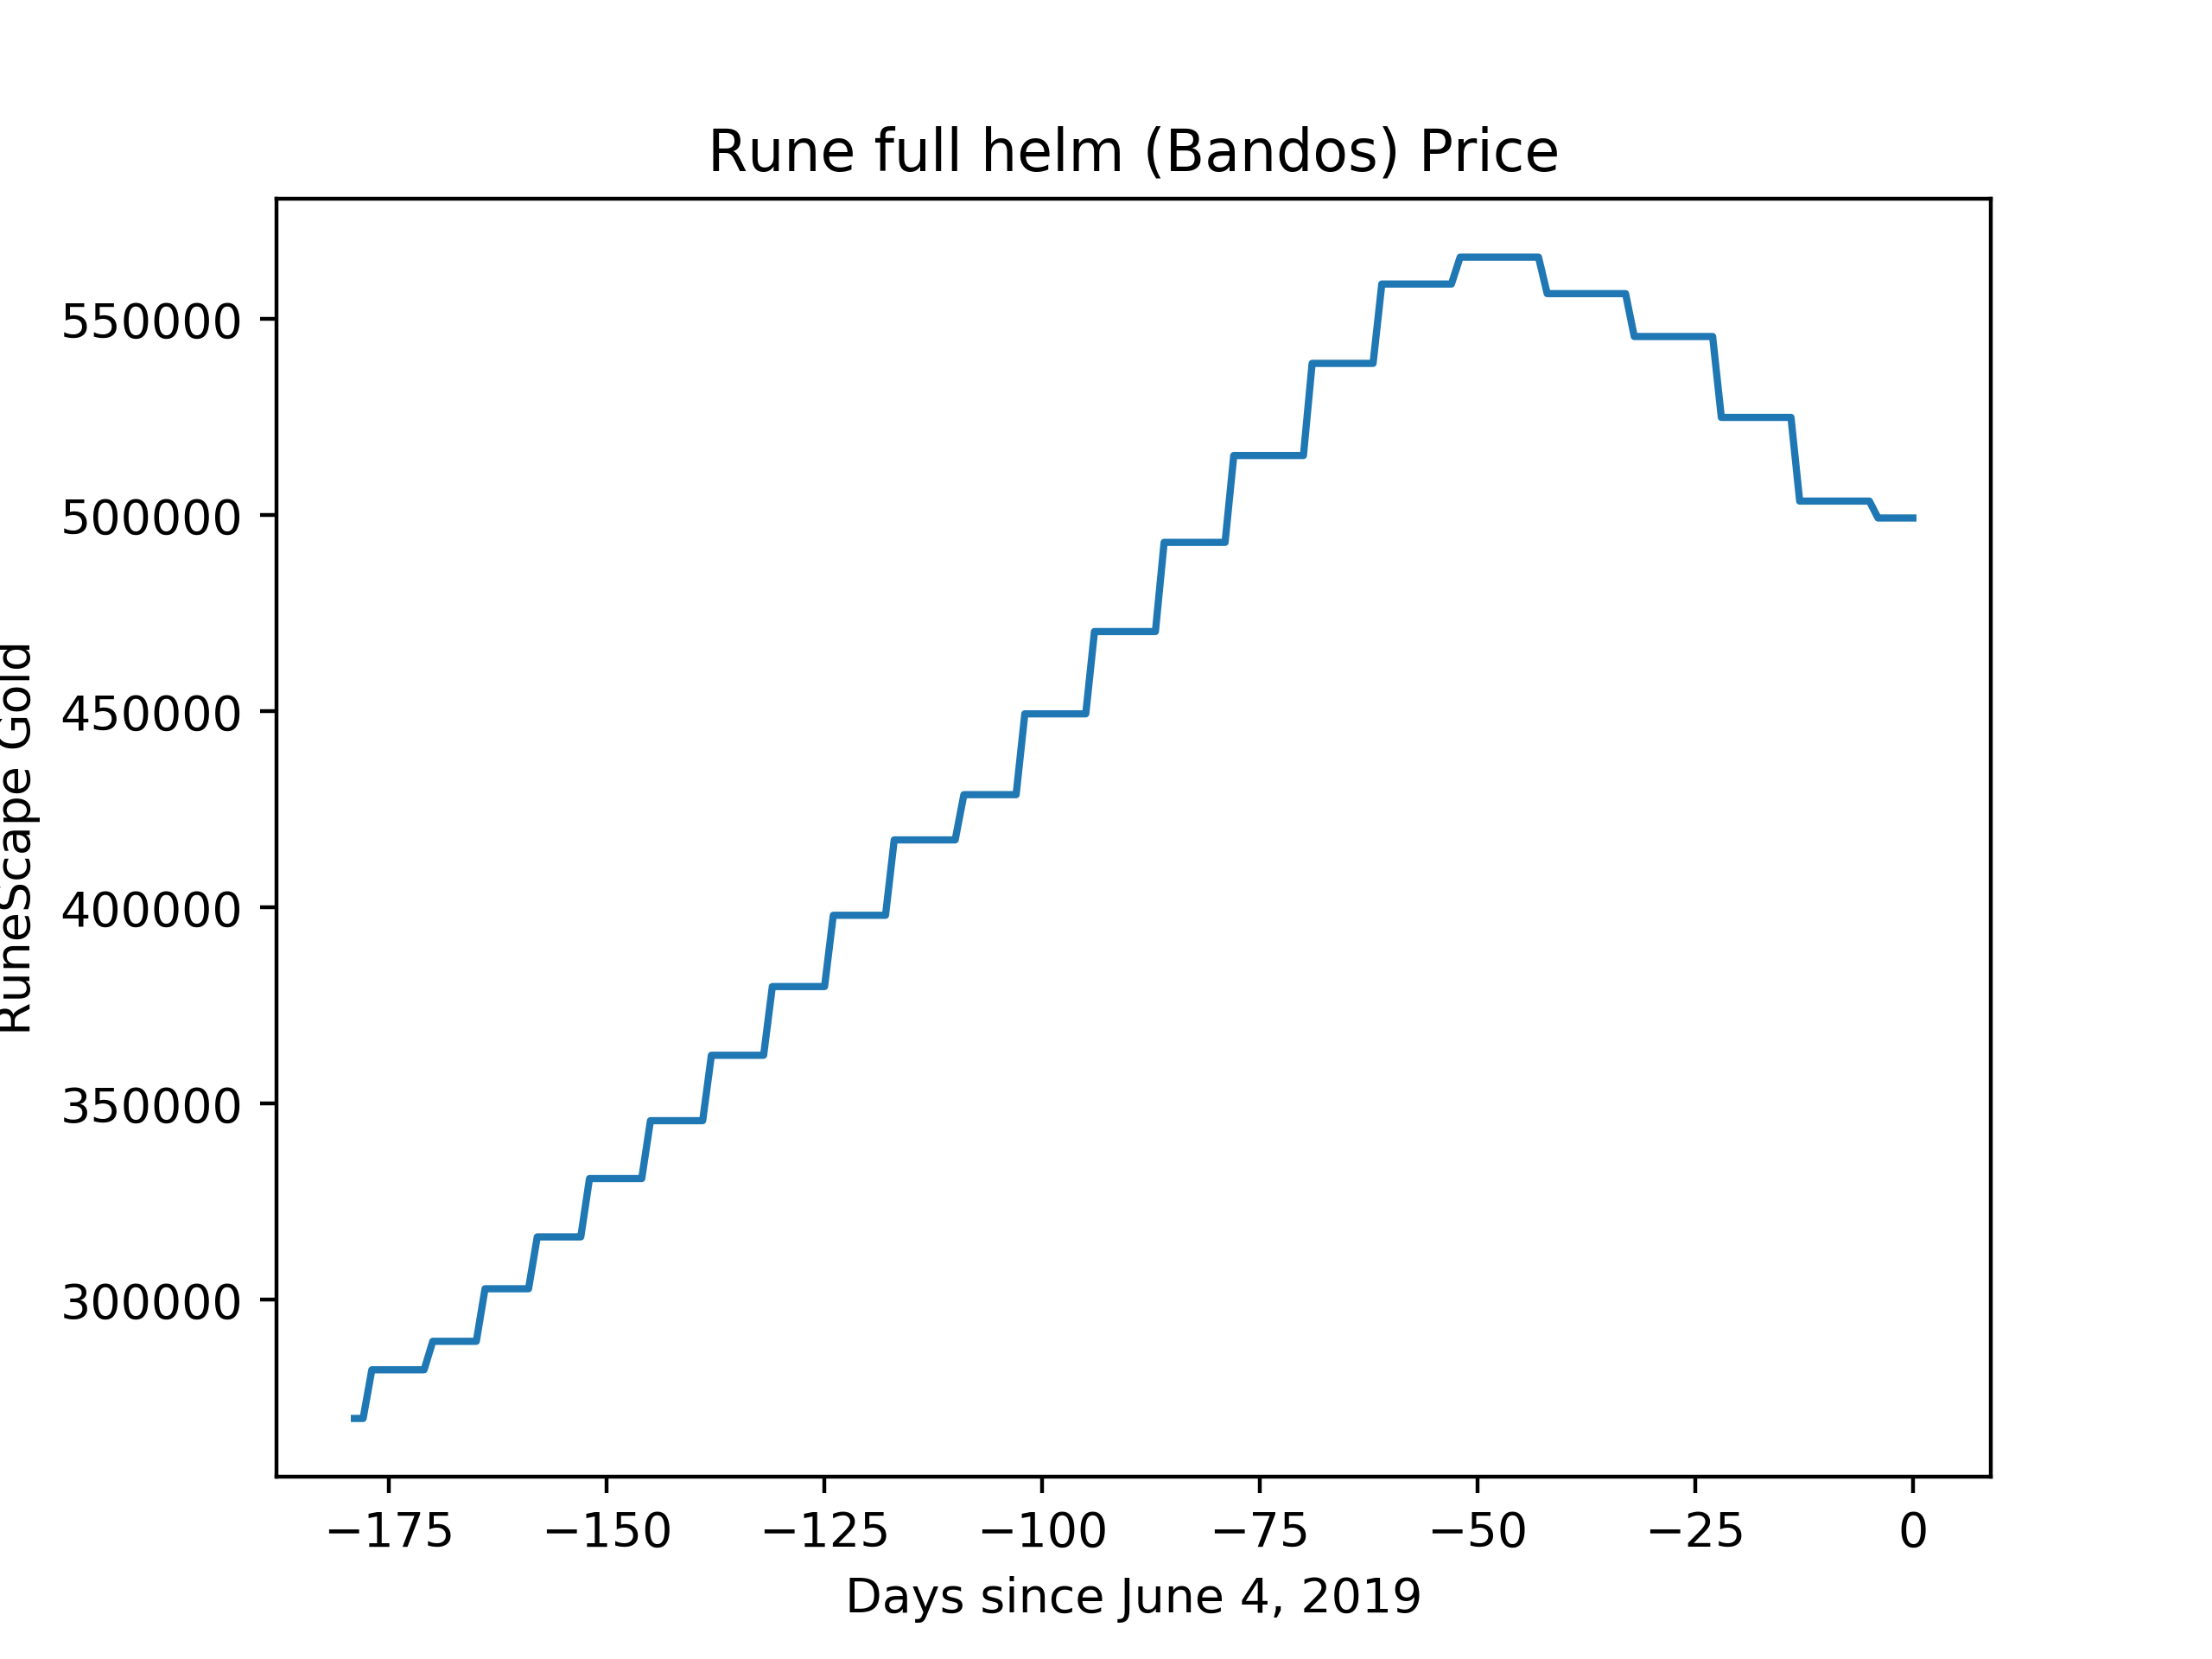 Rune full helm (Bandos) Price
550000
500000
450000
400000
350000
300000
RuneScape Gold
−175 −150 −125 −100 −75 −50 −25 0
Days since June 4, 2019